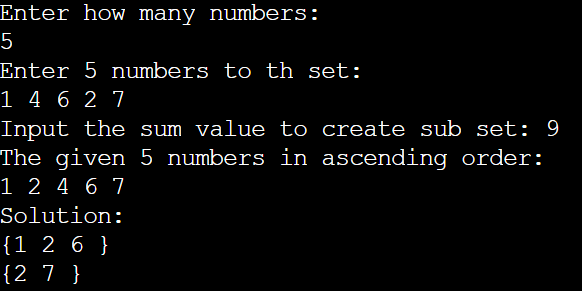 Enter how many numbers:
5
Enter 5 numbers to th set:
1 4 6 2 7
Input the sum value to create sub set: 9
The given 5 numbers in ascending order:
1 2 4 6 7
Solution:
{1 2 6 }
{2 7 }